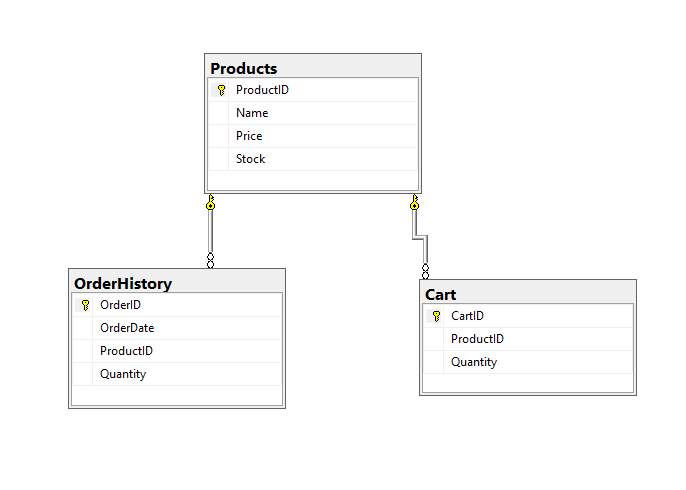 Products
ProductID
Name
Price
Stock
OrderHistory
OrderID
OrderDate
ProductID
Quantity
Cart
CartID
ProductID
Quantity